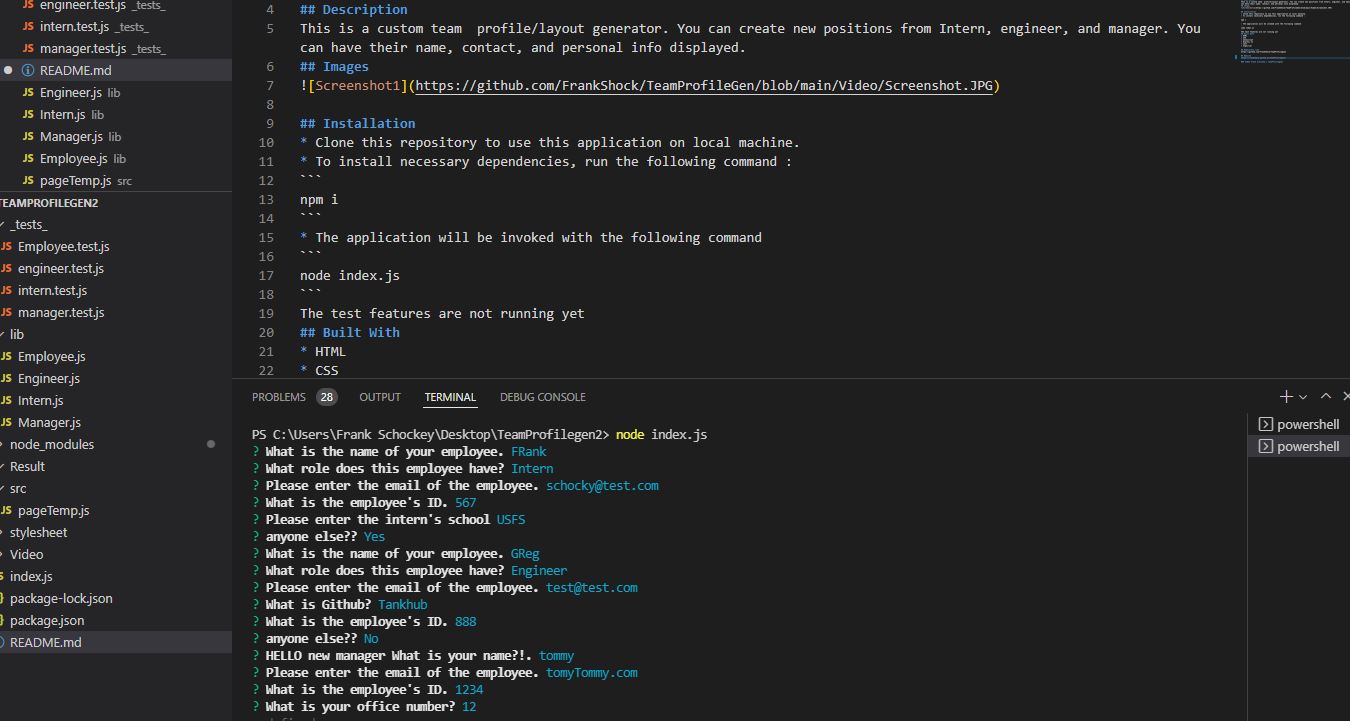 JS engineer.test.js _tests_
JS intern.test.js _tests_
JS manager.test.js _tests_
README.md
JS Engineer.js lib
JS Intern.js lib
JS Manager.js lib
JS Employee.js lib
JS pageTemp.js src
TEAMPROFILEGEN2
_tests_
JS Employee.test.js
JS engineer.test.js
JS intern.test.js
JS manager.test.js
lib
JS Employee.js
JS Engineer.js
JS Intern.js
JS Manager.js
node_modules
Result
src
JS pageTemp.js
stylesheet
Video
index.js
package-lock.json
package.json
README.md
4 ## Description
5 This is a custom team  profile/layout generator. You can create new positions from Intern, engineer, and manager. You
can have their name, contact, and personal info displayed.
6 ## Images
7 ![Screenshot1](https://github.com/FrankShock/TeamProfileGen/blob/main/Video/Screenshot.JPG)
8
9 ## Installation
10 * Clone this repository to use this application on local machine.
11 * To install necessary dependencies, run the following command :
12 ```
13 npm i
14 ```
15 * The application will be invoked with the following command
16 ```
17 node index.js
18 ```
19 The test features are not running yet
20 ## Built With
21 * HTML
22 * CSS
PROBLEMS 28 OUTPUT TERMINAL DEBUG CONSOLE
PS C:\Users\Frank Schockey\Desktop\TeamProfilegen2> node index.js
? What is the name of your employee. FRank
? What role does this employee have? Intern
? Please enter the email of the employee. schocky@test.com
? What is the employee's ID. 567
? Please enter the intern's school USFS
? anyone else?? Yes
? What is the name of your employee. GReg
? What role does this employee have? Engineer
? Please enter the email of the employee. test@test.com
? What is Github? Tankhub
? What is the employee's ID. 888
? anyone else?? No
? HELLO new manager What is your name?!. tommy
? Please enter the email of the employee. tomyTommy.com
? What is the employee's ID. 1234
? What is your office number? 12
powershell
powershell